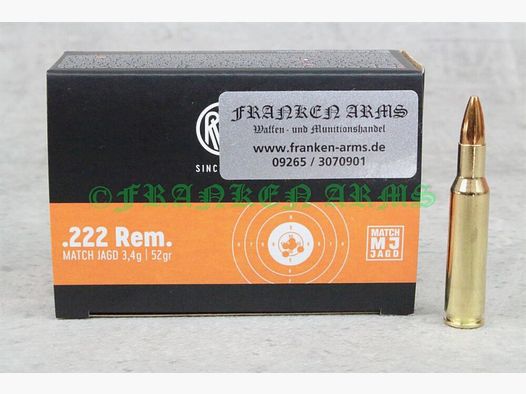 FRANKEN ARMS
Waffen- und Munitionshandel
www.franken-arms.de
09265 / 3070901
©FRANKEN ARMS
.222 Rem.
MATCH JAGD 3,4g | 52gr
MATCH
MJ
JAGD